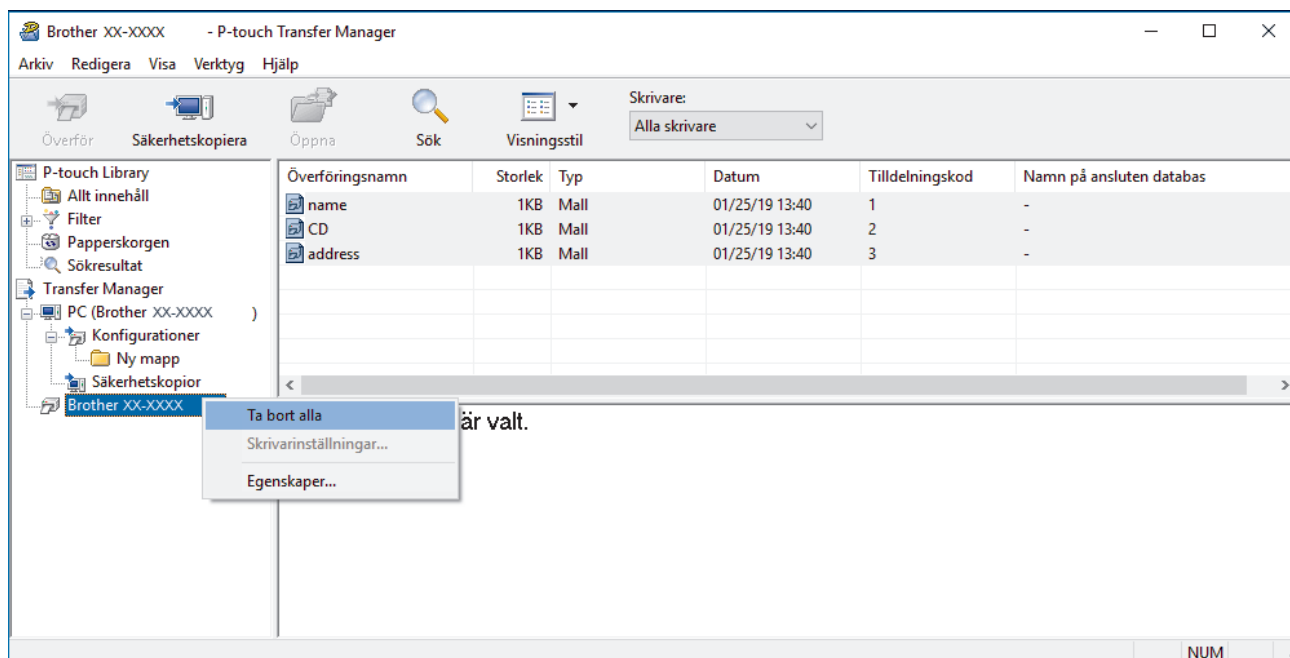 Brother XX-XXXX - P-touch Transfer Manager
Arkiv Redigera Visa Verktyg Hjälp
Överför Säkerhetskopiera Öppna Sök Visningsstil
Skrivare:
Alla skrivare
P-touch Library
Allt innehåll
Filter
Papperskorgen
Sökresultat
Transfer Manager
PC (Brother XX-XXXX )
Konfigurationer
Ny mapp
Säkerhetskopior
Brother XX-XXXX
Överföringsnamn Storlek Typ Datum Tilldelningskod Namn på ansluten databas
name 1KB Mall 01/25/19 13:40 1 -
CD 1KB Mall 01/25/19 13:40 2 -
address 1KB Mall 01/25/19 13:40 3 -
Ta bort alla
Skrivarinställningar...
Egenskaper...
är valt.
NUM